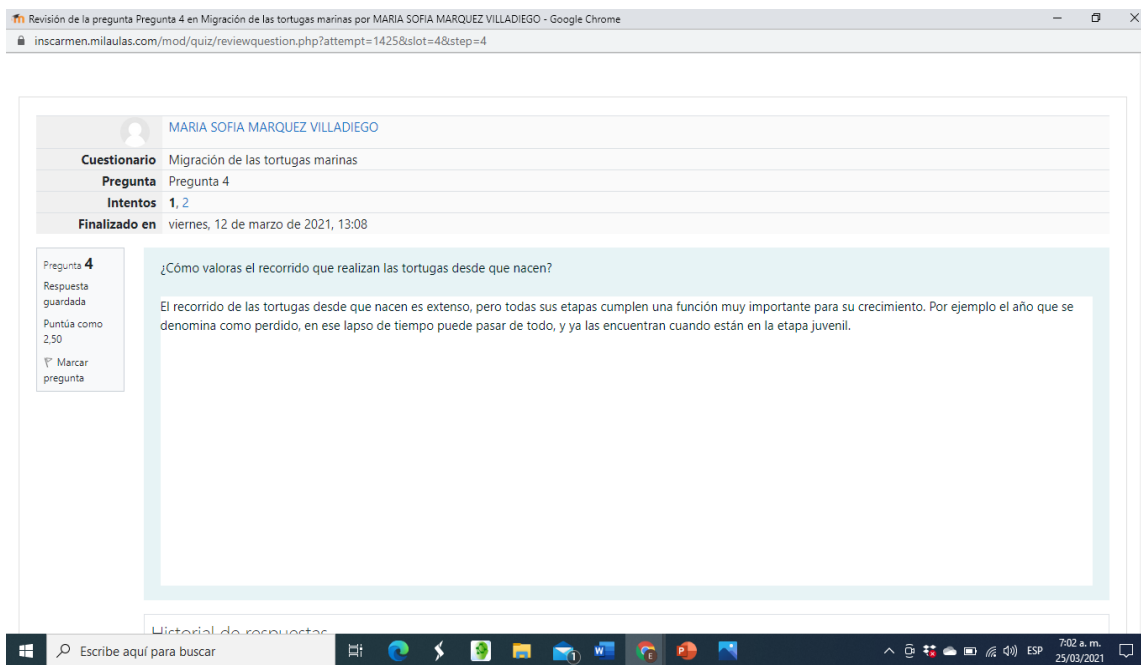 Revisión de la pregunta Pregunta 4 en Migración de las tortugas marinas por MARIA SOFIA MARQUEZ VILLADIEGO - Google Chrome
inscarmen.milaulas.com/mod/quiz/reviewquestion.php?attempt=1425&slot=4&step=4
MARIA SOFIA MARQUEZ VILLADIEGO
Cuestionario Migración de las tortugas marinas
Pregunta Pregunta 4
Intentos 1, 2
Finalizado en viernes, 12 de marzo de 2021, 13:08
Pregunta 4
Respuesta
guardada
Puntúa como
2,50
Marcar
pregunta
¿Cómo valoras el recorrido que realizan las tortugas desde que nacen?
El recorrido de las tortugas desde que nacen es extenso, pero todas sus etapas cumplen una función muy importante para su crecimiento. Por ejemplo el año que se
denomina como perdido, en ese lapso de tiempo puede pasar de todo, y ya las encuentran cuando están en la etapa juvenil.
Historial de respuestas
Escribe aquí para buscar
1
ESP
7:02 a. m.
25/03/2021